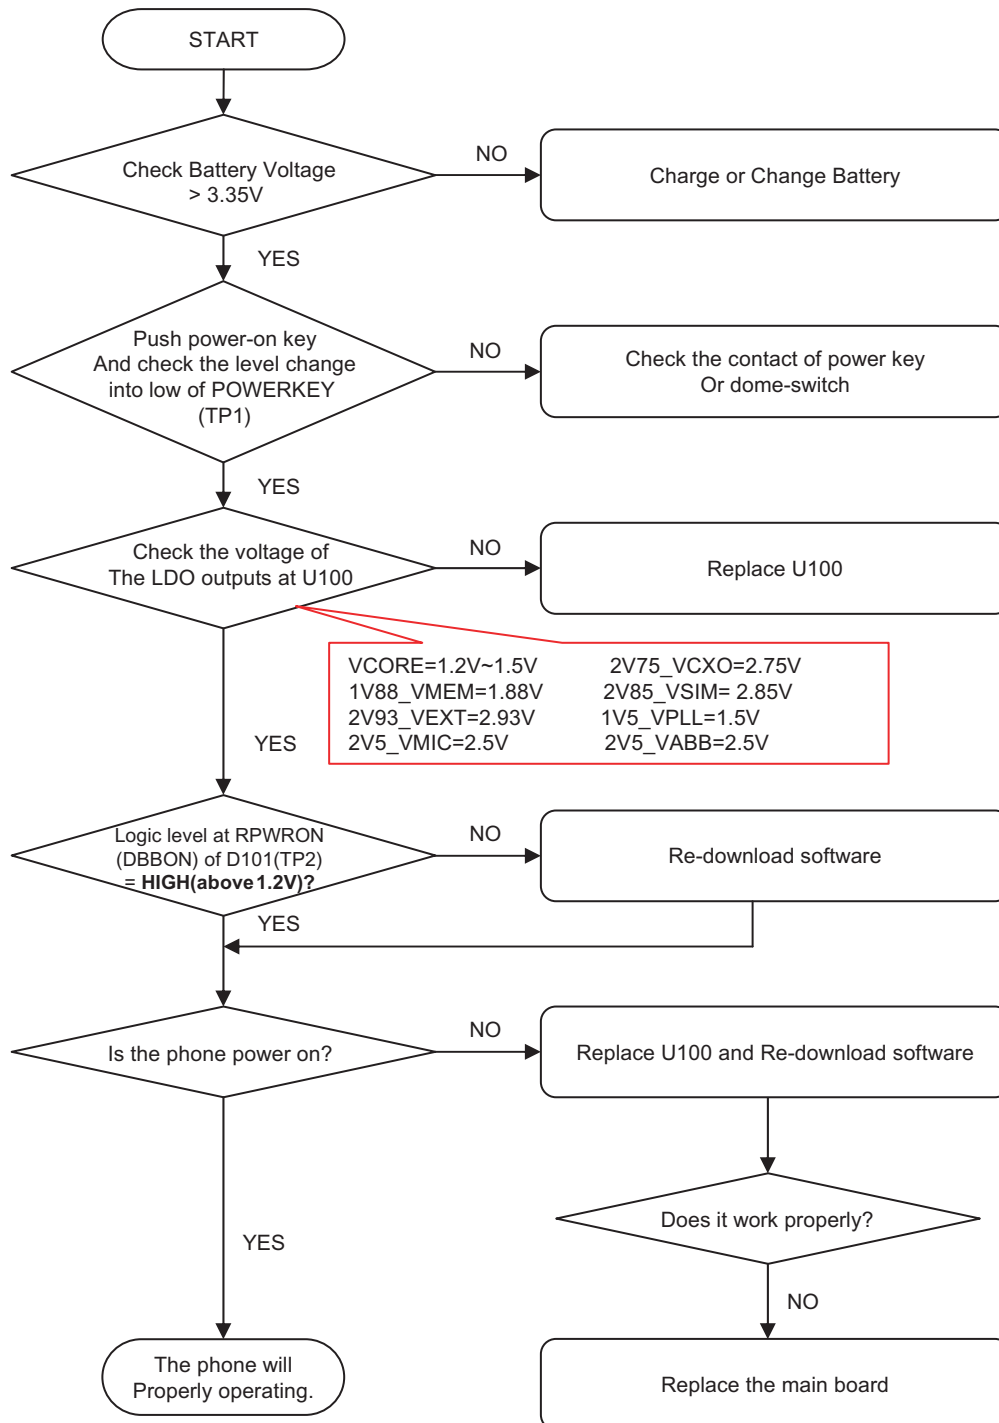 START
Check Battery Voltage
> 3.35V
NO
Charge or Change Battery
YES
Push power-on key
And check the level change
into low of POWERKEY
(TP1)
NO
Check the contact of power key
Or dome-switch
YES
Check the voltage of
The LDO outputs at U100
NO
Replace U100
VCORE=1.2V~1.5V 2V75_VCXO=2.75V
1V88_VMEM=1.88V 2V85_VSIM= 2.85V
2V93_VEXT=2.93V 1V5_VPLL=1.5V
2V5_VMIC=2.5V 2V5_VABB=2.5V
YES
Logic level at RPWRON
(DBBON) of D101(TP2)
= HIGH(above 1.2V)?
NO
Re-download software
YES
Is the phone power on?
NO
Replace U100 and Re-download software
Does it work properly?
YES
NO
The phone will
Properly operating.
Replace the main board